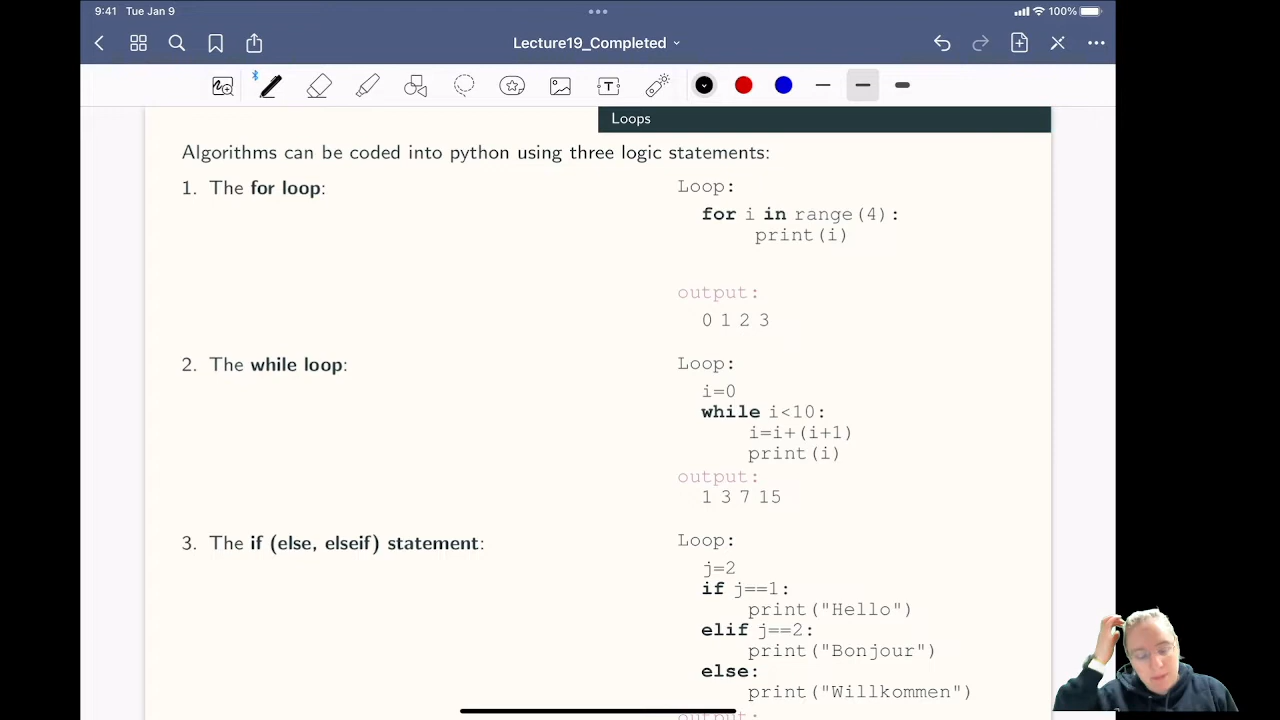 9:41 Tue Jan 9
100%
Lecture19_Completed
T
Loops
Algorithms can be coded into python using three logic statements:
1. The for loop:
Loop:
for i in range(4):
print(i)
output:
0 1 2 3
2. The while loop:
Loop:
i=0
while i<10:
i=i+(i+1)
print(i)
output:
1 3 7 15
3. The if (else, elseif) statement:
Loop:
j=2
if j==1:
print("Hello")
elif j==2:
print("Bonjour")
else:
print("Willkommen")
output: